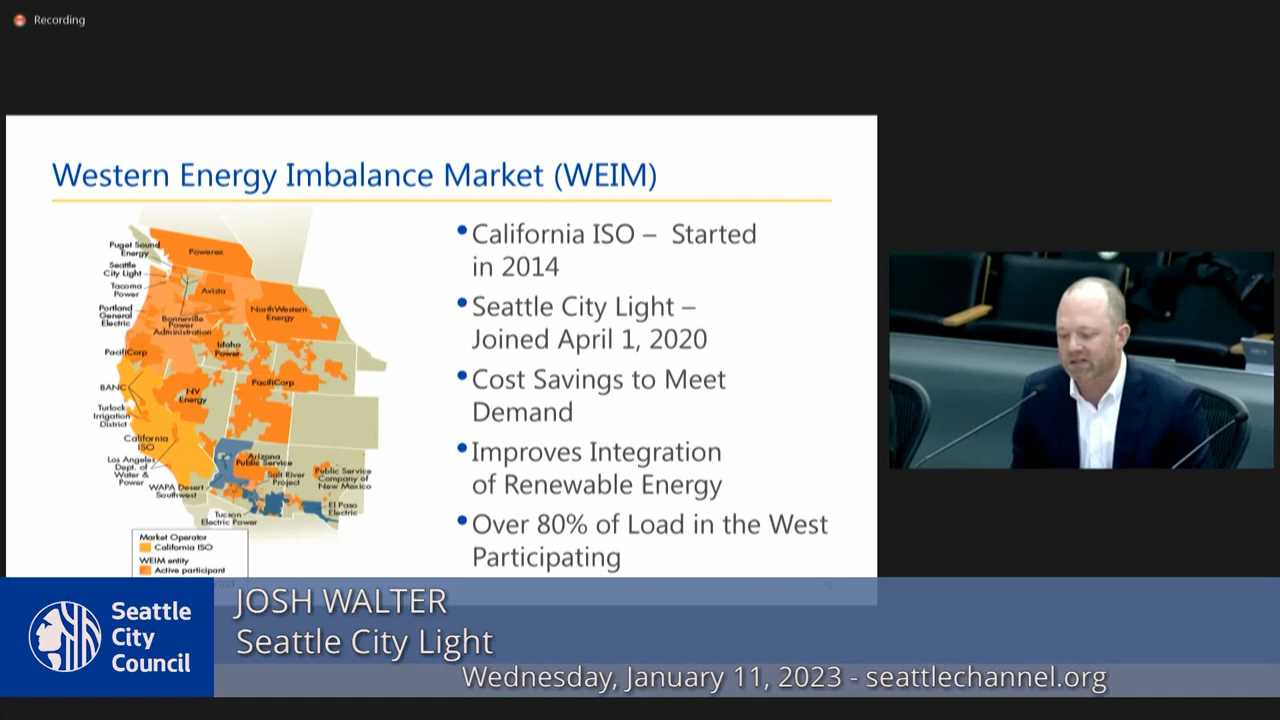 Recording
Western Energy Imbalance Market (WEIM)
Puget Sound
Energy
Powerex
Seattle
City Light
Tacoma
Power
Avista
Portland
General
Electric
NorthWestern
Energy
Bonneville
Power
Administration
Idaho
Power
PacifiCorp
PacifiCorp
BANC
NV
Energy
Turlock
Irrigation
District
California
ISO
Los Angeles
Dept. of
Water &
Power
Arizona
Public Service
Salt River
Project
Public Service
Company of
New Mexico
WAPA Desert
Southwest
El Paso
Electric
Tucson
Electric Power
Market Operator
California ISO
WEIM entity
Active participant
• California ISO – Started
in 2014
• Seattle City Light –
Joined April 1, 2020
• Cost Savings to Meet
Demand
• Improves Integration
of Renewable Energy
• Over 80% of Load in the West
Participating
Seattle
City
Council
JOSH WALTER
Seattle City Light
Wednesday, January 11, 2023 - seattlechannel.org